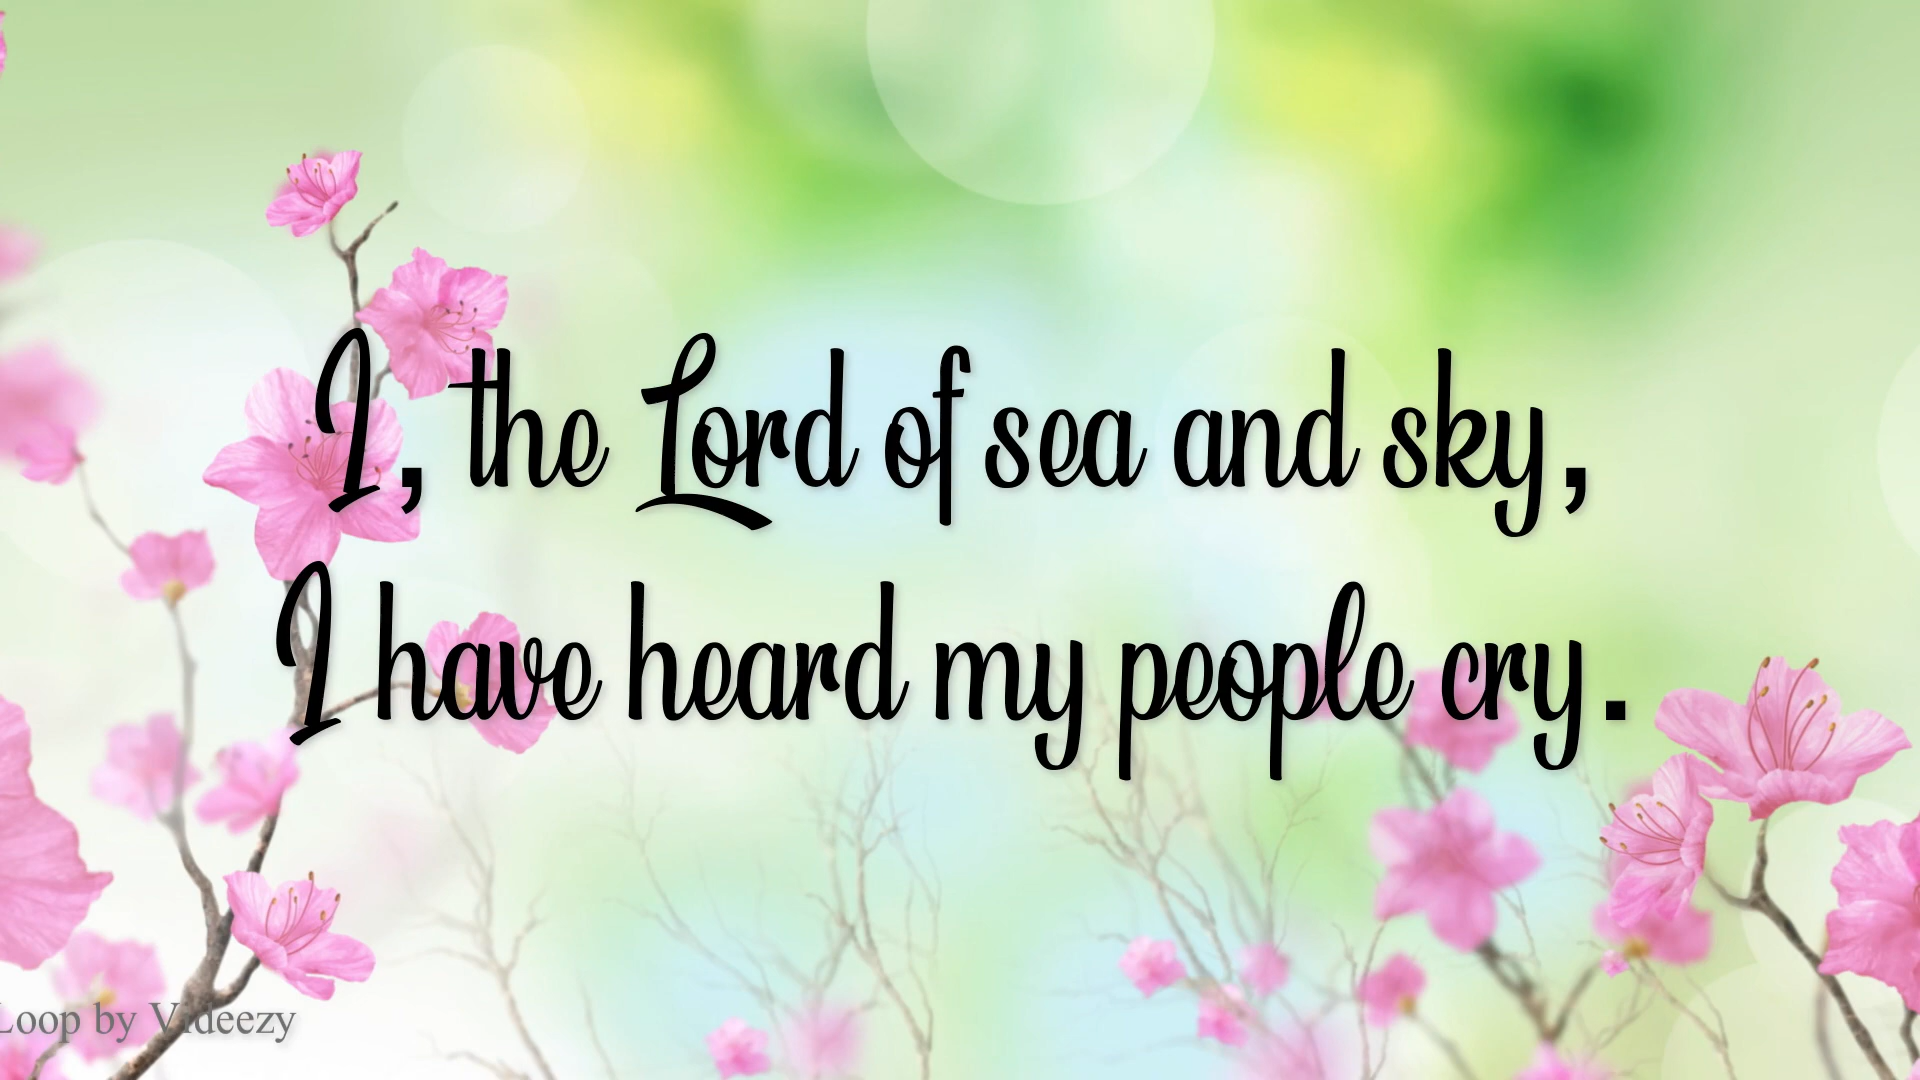 I, the Lord of sea and sky,
I have heard my people cry.
Loop by Videezy